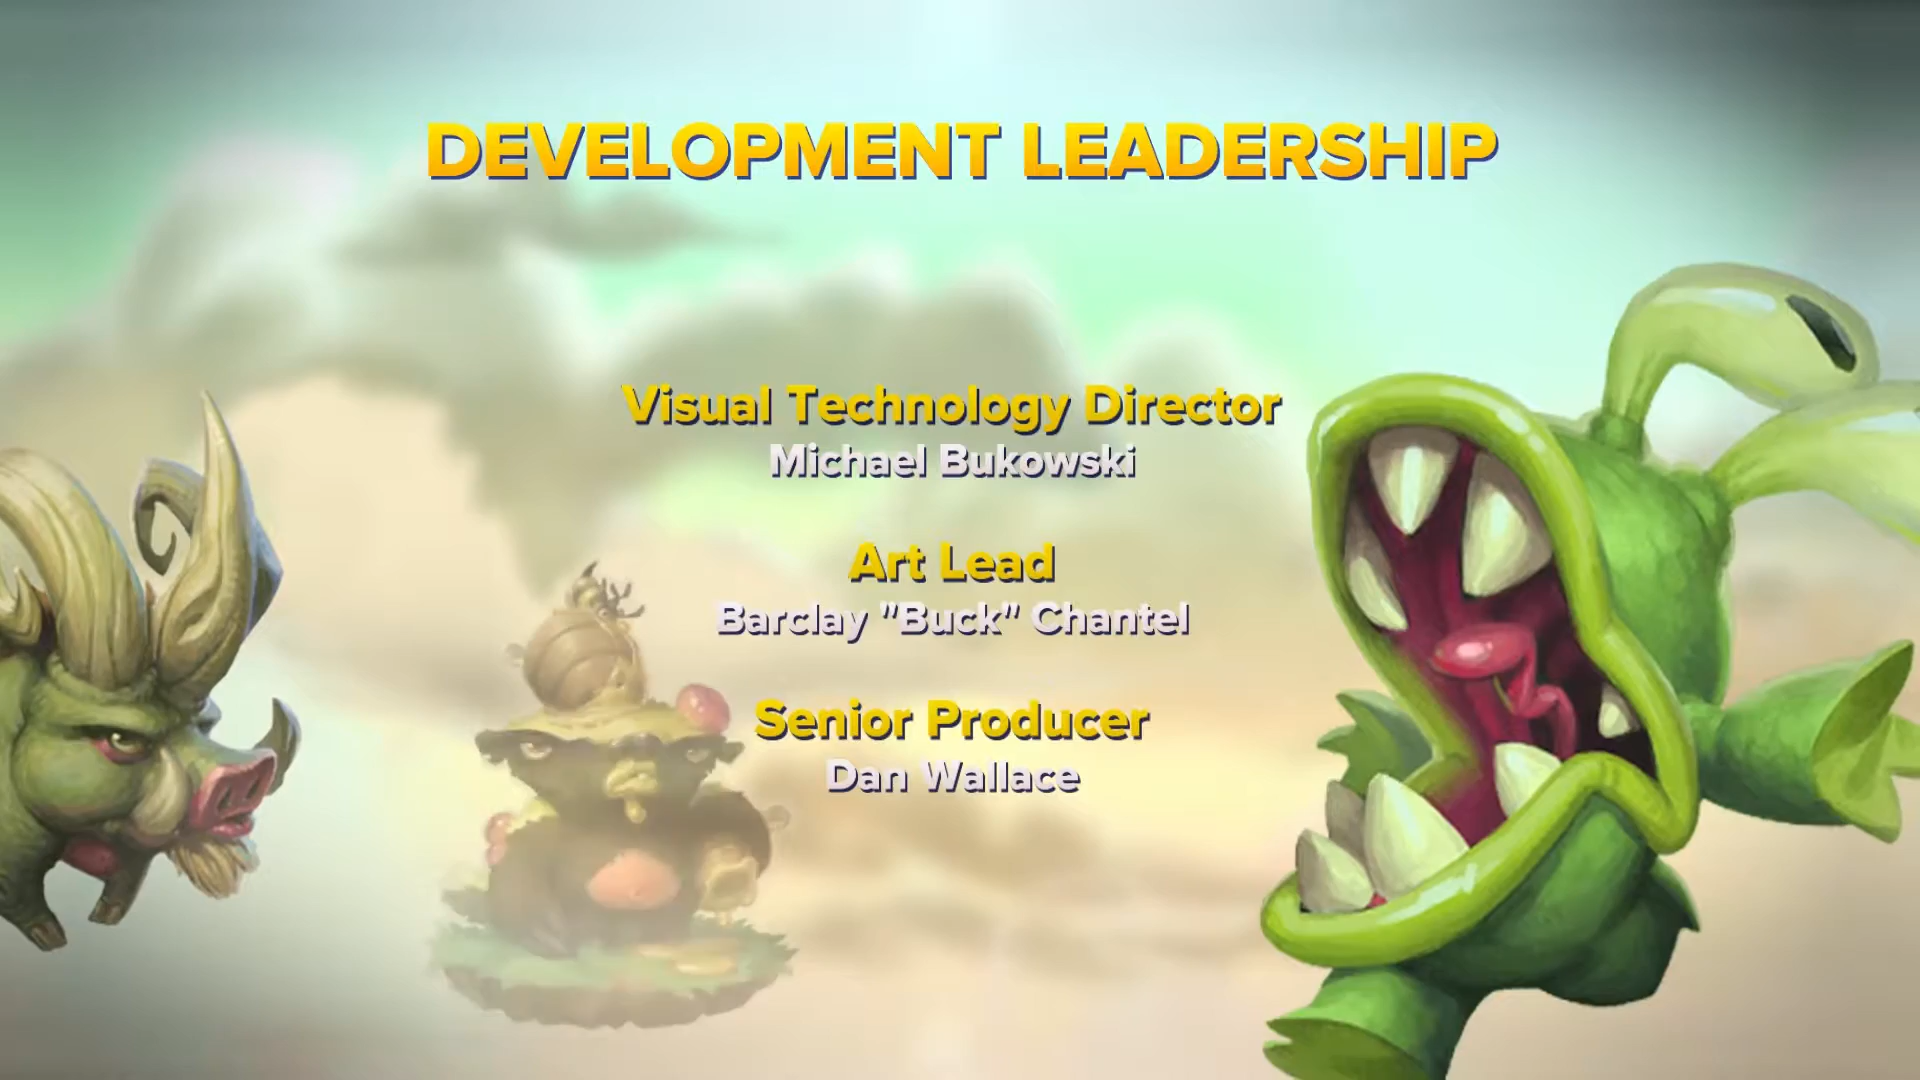 DEVELOPMENT LEADERSHIP
Visual Technology Director
Michael Bukowski
Art Lead
Barclay "Buck" Chantel
Senior Producer
Dan Wallace